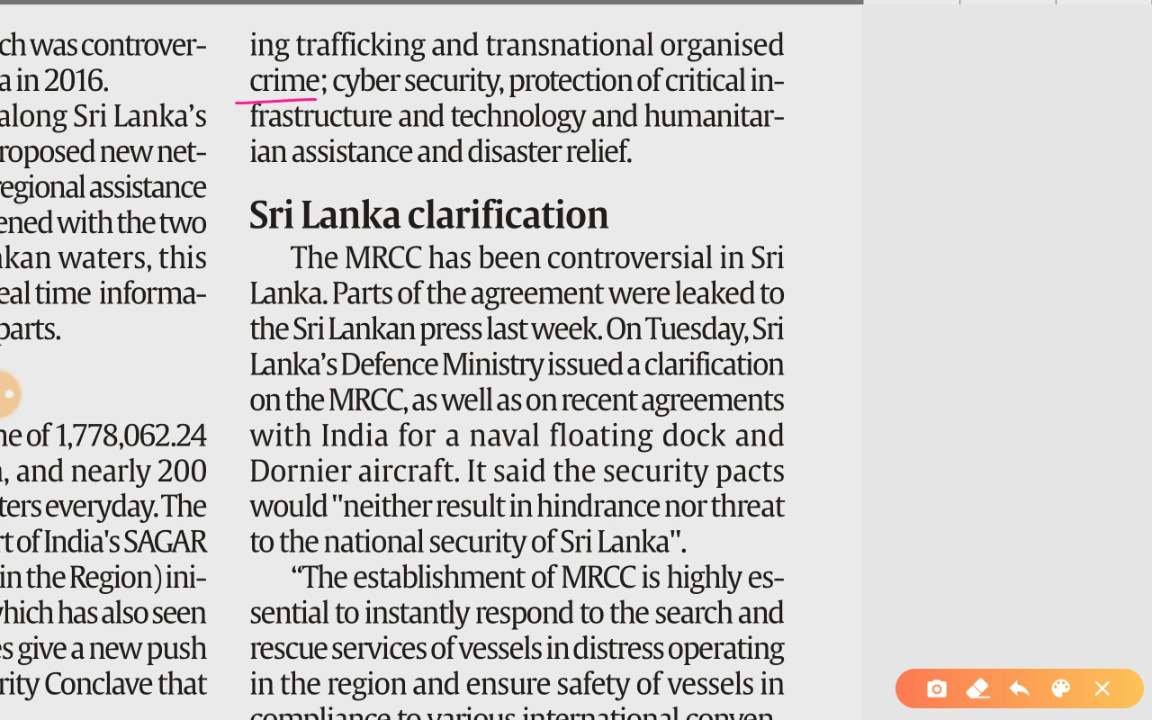 ch was controver-
a in 2016.
along Sri Lanka's
roposed new net-
regional assistance
ened with the two
nkan waters, this
eal time informa-
parts.
ne of 1,778,062.24
, and nearly 200
ters everyday. The
rt of India's SAGAR
in the Region) ini-
which has also seen
es give a new push
rity Conclave that
ing trafficking and transnational organised
crime; cyber security, protection of critical in-
frastructure and technology and humanitar-
ian assistance and disaster relief.
Sri Lanka clarification
The MRCC has been controversial in Sri
Lanka. Parts of the agreement were leaked to
the Sri Lankan press last week. On Tuesday, Sri
Lanka's Defence Ministry issued a clarification
on the MRCC, as well as on recent agreements
with India for a naval floating dock and
Dornier aircraft. It said the security pacts
would "neither result in hindrance nor threat
to the national security of Sri Lanka".
“The establishment of MRCC is highly es-
sential to instantly respond to the search and
rescue services of vessels in distress operating
in the region and ensure safety of vessels in
compliance to various international conven-